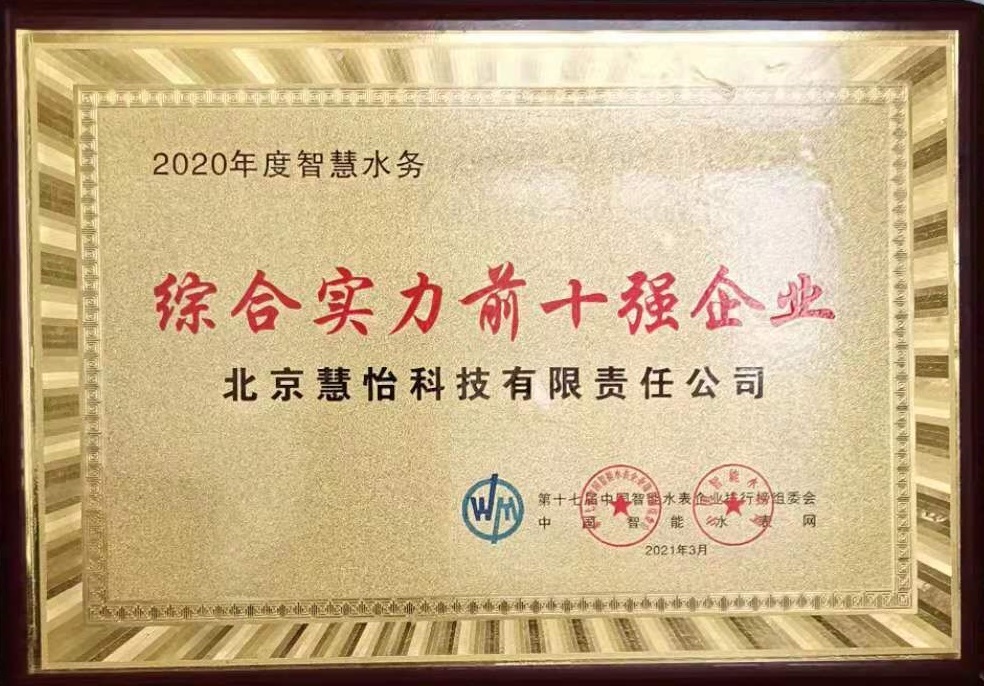 2020年度智慧水务
综合实力前十强企业
北京慧怡科技有限责任公司
WM
第十七届中国智能水表企业排行榜组委会
中国智能水表网
2021年3月